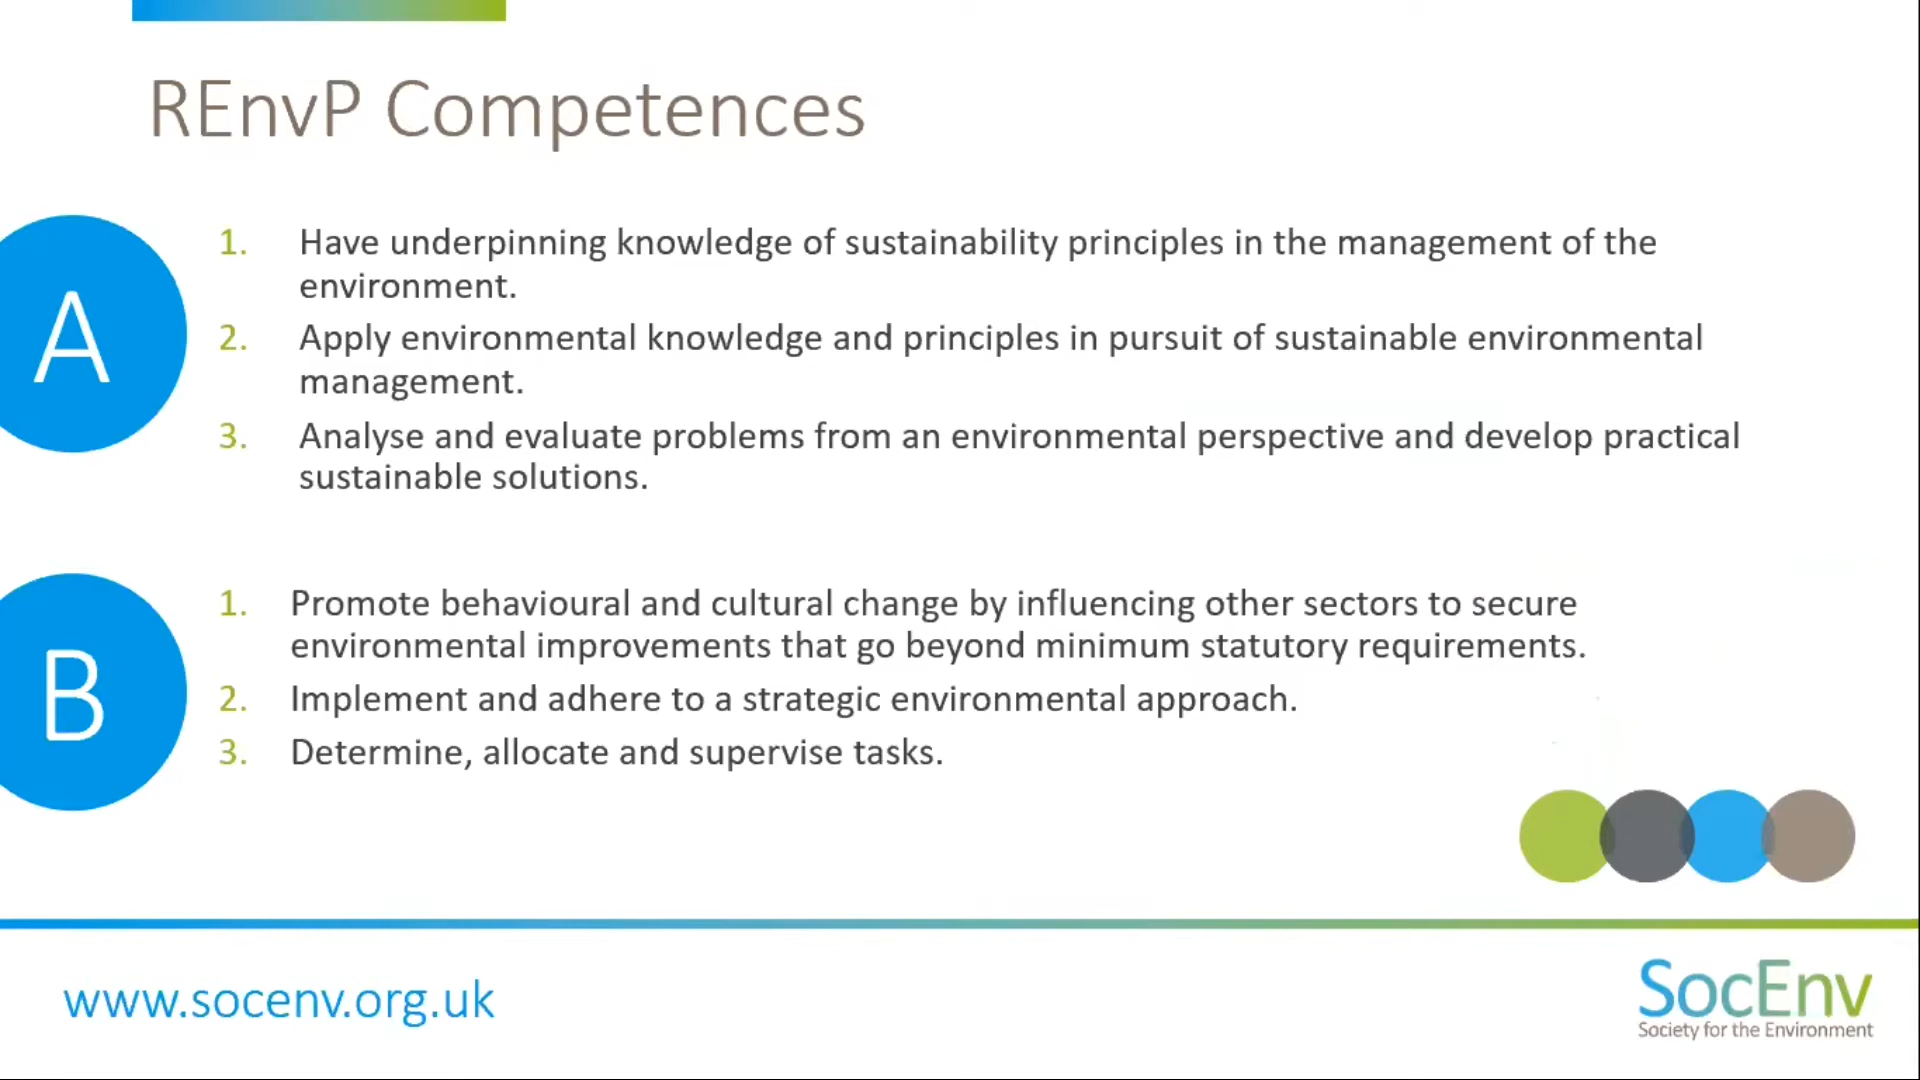 REnvP Competences
A
1. Have underpinning knowledge of sustainability principles in the management of the
environment.
2. Apply environmental knowledge and principles in pursuit of sustainable environmental
management.
3. Analyse and evaluate problems from an environmental perspective and develop practical
sustainable solutions.
B
1. Promote behavioural and cultural change by influencing other sectors to secure
environmental improvements that go beyond minimum statutory requirements.
2. Implement and adhere to a strategic environmental approach.
3. Determine, allocate and supervise tasks.
www.socenv.org.uk
SocEnv
Society for the Environment